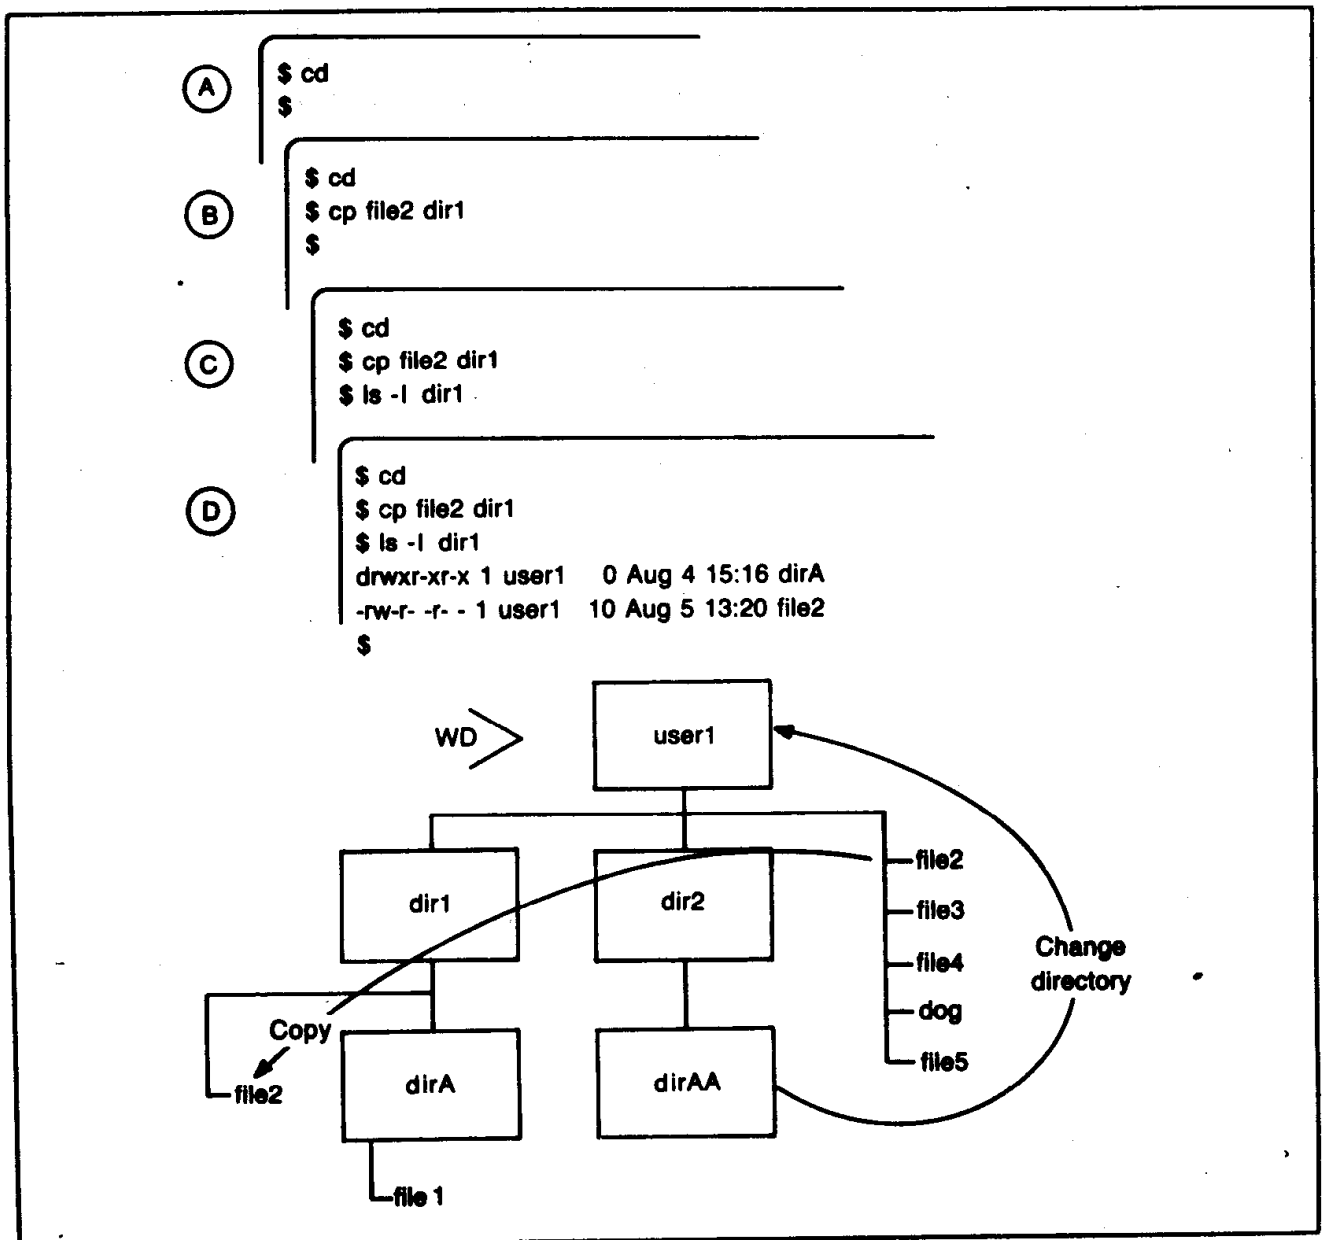 A
$ cd
$
B
$ cd
$ cp file2 dir1
$
C
$ cd
$ cp file2 dir1
$ ls -l dir1
D
$ cd
$ cp file2 dir1
$ ls -l dir1
drwxr-xr-x 1 user1 0 Aug 4 15:16 dirA
-rw-r- -r- - 1 user1 10 Aug 5 13:20 file2
$
WD
user1
dir1
dir2
file2
file3
file4
dog
file5
Change
directory
Copy
file2
dirA
dirAA
file 1